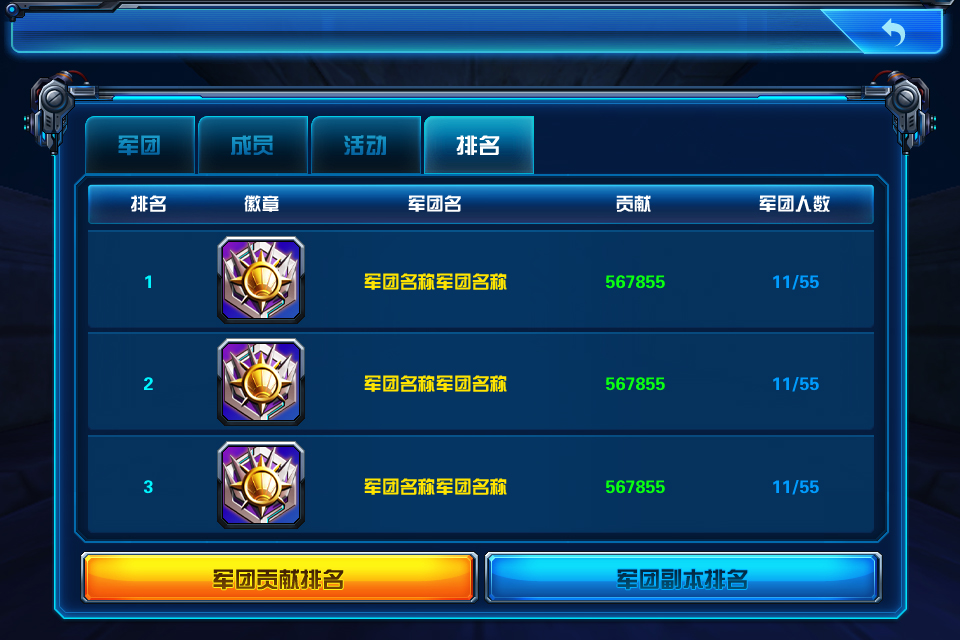 军团 成员 活动 排名
排名 徽章 军团名 贡献 军团人数
1 军团名称军团名称 567855 11/55
2 军团名称军团名称 567855 11/55
3 军团名称军团名称 567855 11/55
军团贡献排名 军团副本排名